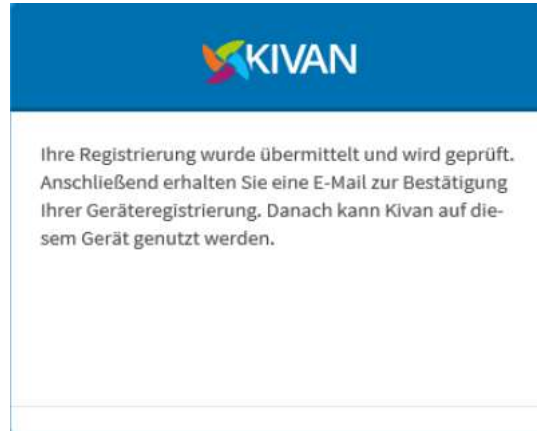 KIVAN
Ihre Registrierung wurde übermittelt und wird geprüft.
Anschließend erhalten Sie eine E-Mail zur Bestätigung
Ihrer Geräteregistrierung. Danach kann Kivan auf die-
sem Gerät genutzt werden.